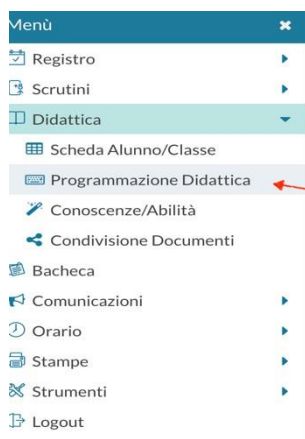 Menù
Registro
Scrutini
Didattica
Scheda Alunno/Classe
Programmazione Didattica
Conoscenze/Abilità
Condivisione Documenti
Bacheca
Comunicazioni
Orario
Stampe
Strumenti
Logout